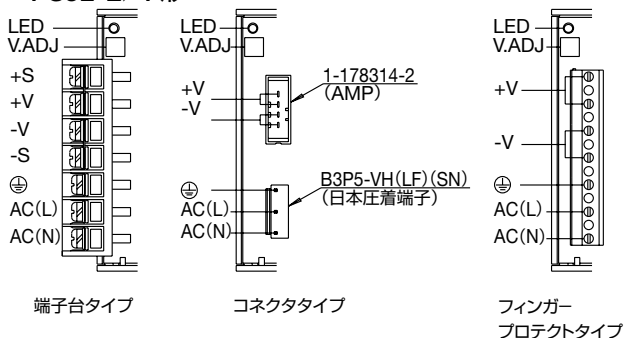 LED
V.ADJ
+S
+V
-V
-S
AC(L)
AC(N)
端子台タイプ
LED
V.ADJ
+V
-V
1-178314-2
(AMP)
B3P5-VH(LF)(SN)
(日本圧着端子)
AC(L)
AC(N)
コネクタタイプ
LED
V.ADJ
+V
-V
AC(L)
AC(N)
フィンガー
プロテクトタイプ